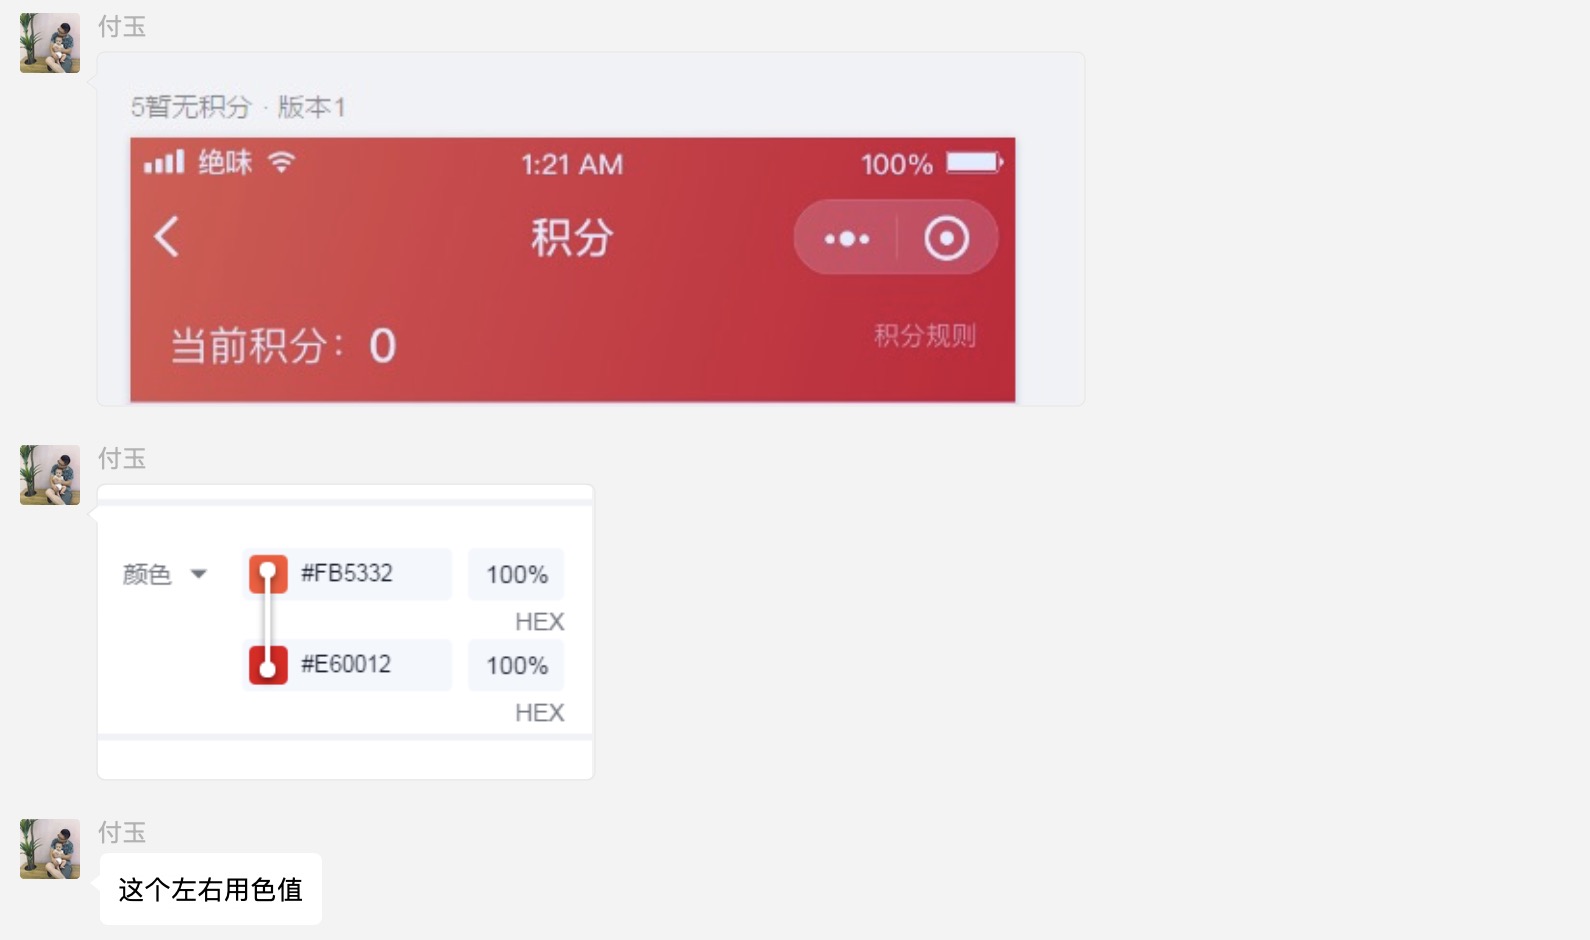 付玉
5暂无积分 · 版本1
绝味 1:21 AM 100%
积分
当前积分：0 积分规则
付玉
颜色 #FB5332 100%
HEX
#E60012 100%
HEX
付玉
这个左右用色值